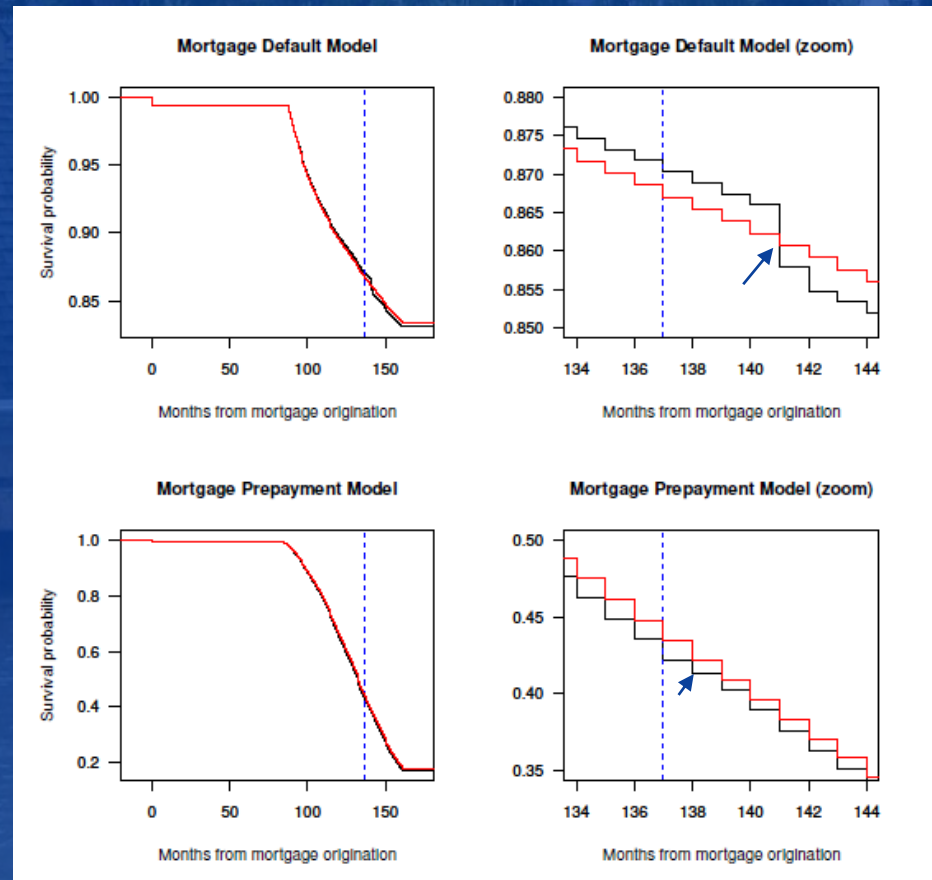 Mortgage Default Model
Survival probability
1.00
0.95
0.90
0.85
0 50 100 150
Months from mortgage origination
Mortgage Default Model (zoom)
0.880
0.875
0.870
0.865
0.860
0.855
0.850
134 136 138 140 142 144
Months from mortgage origination
Mortgage Prepayment Model
Survival probability
1.0
0.8
0.6
0.4
0.2
0 50 100 150
Months from mortgage origination
Mortgage Prepayment Model (zoom)
0.50
0.45
0.40
0.35
134 136 138 140 142 144
Months from mortgage origination